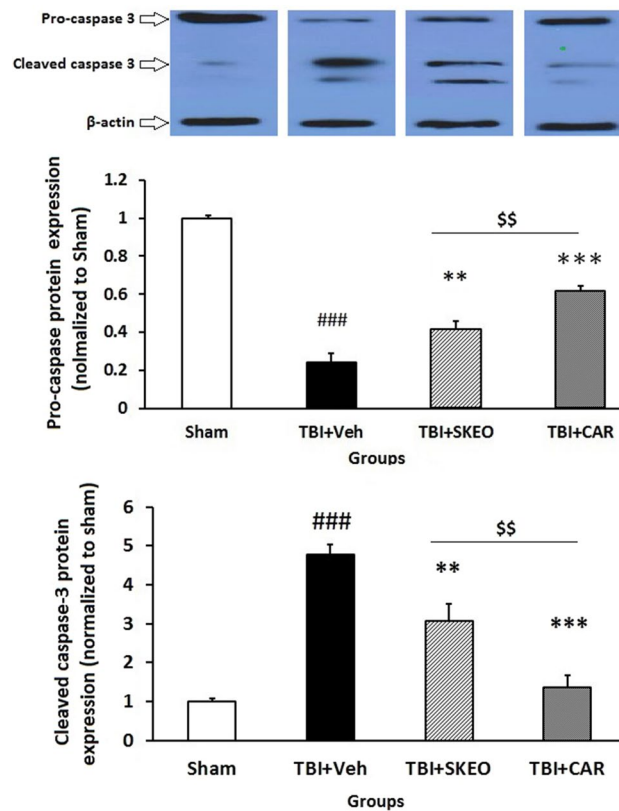 Pro-caspase 3
Cleaved caspase 3
β-actin
Pro-caspase protein expression
(nolmalized to Sham)
1.2
1
0.8
0.6
0.4
0.2
0
###
**
$$
***
Sham TBI+Veh TBI+SKEO TBI+CAR
Groups
Cleaved caspase-3 protein
expression (normalized to sham)
6
5
4
3
2
1
0
###
**
$$
***
Sham TBI+Veh TBI+SKEO TBI+CAR
Groups